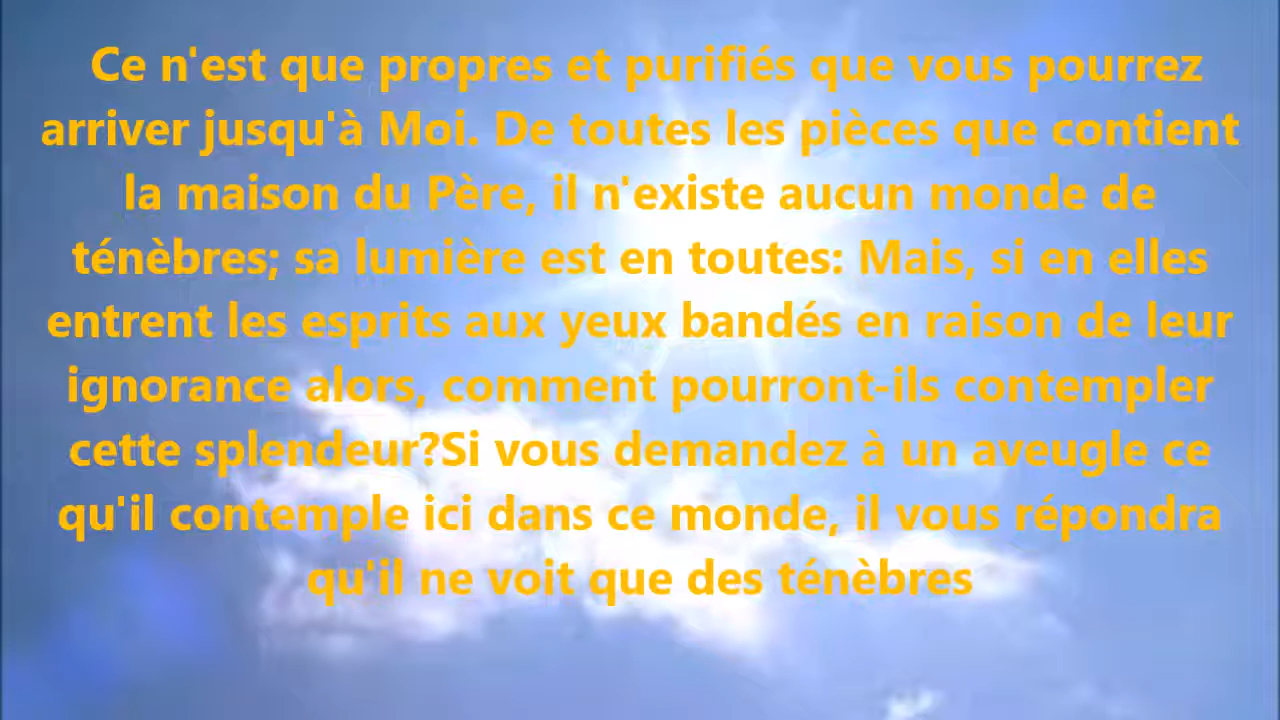 Ce n'est que propres et purifiés que vous pourrez
arriver jusqu'à Moi. De toutes les pièces que contient
la maison du Père, il n'existe aucun monde de
ténèbres; sa lumière est en toutes: Mais, si en elles
entrent les esprits aux yeux bandés en raison de leur
ignorance alors, comment pourront-ils contempler
cette splendeur?Si vous demandez à un aveugle ce
qu'il contemple ici dans ce monde, il vous répondra
qu'il ne voit que des ténèbres